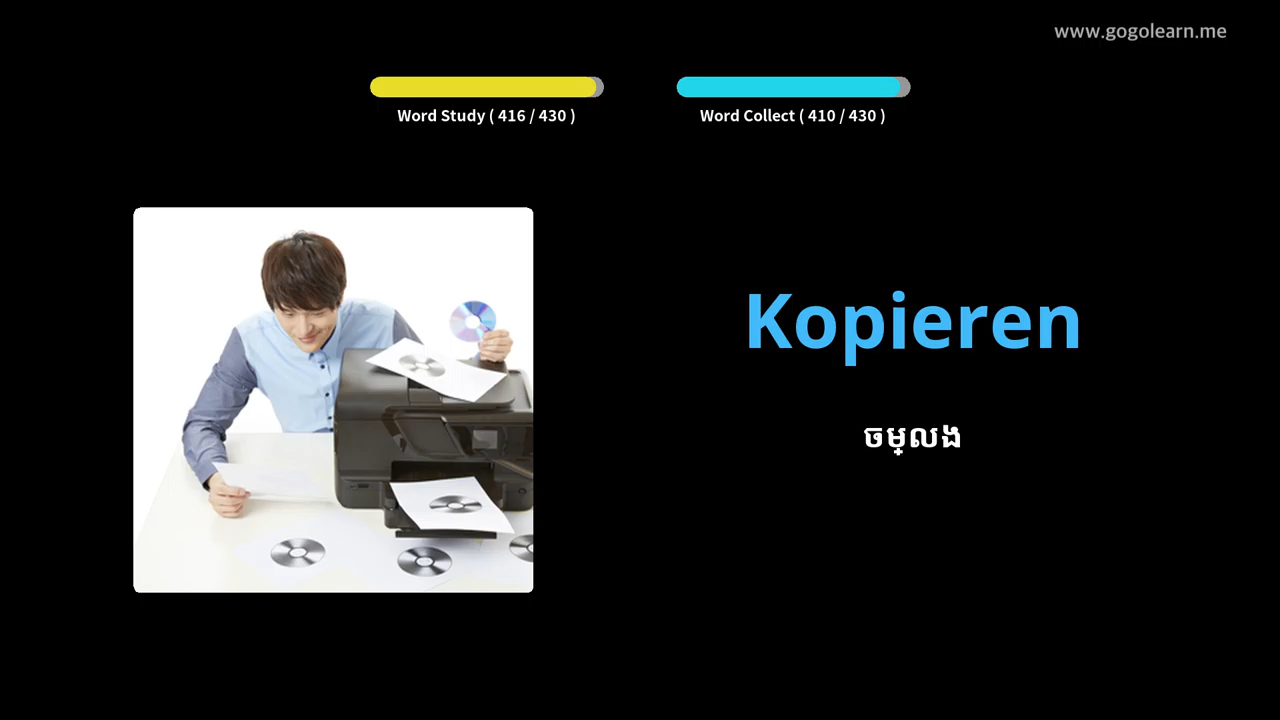 www.gogolearn.me
Word Study ( 416 / 430 )
Word Collect ( 410 / 430 )
Kopieren
ចម្លង